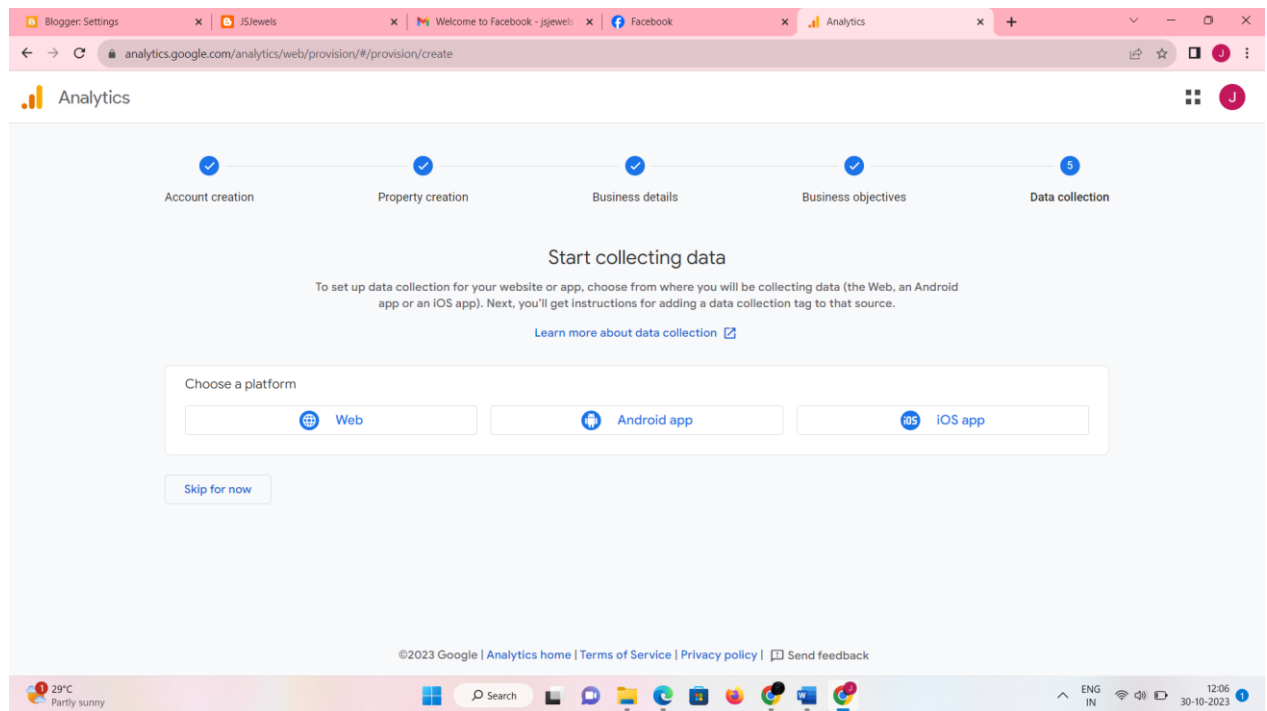 Blogger: Settings
JSJewels
Welcome to Facebook - jsjewels
Facebook
Analytics
analytics.google.com/analytics/web/provision/#/provision/create
J
Analytics
J
5
Account creation
Property creation
Business details
Business objectives
Data collection
Start collecting data
To set up data collection for your website or app, choose from where you will be collecting data (the Web, an Android
app or an iOS app). Next, you'll get instructions for adding a data collection tag to that source.
Learn more about data collection
Choose a platform
Web
Android app
iOS
iOS app
Skip for now
©2023 Google | Analytics home | Terms of Service | Privacy policy | Send feedback
1
29°C
Partly sunny
Search
ENG
IN
12:06
30-10-2023
1